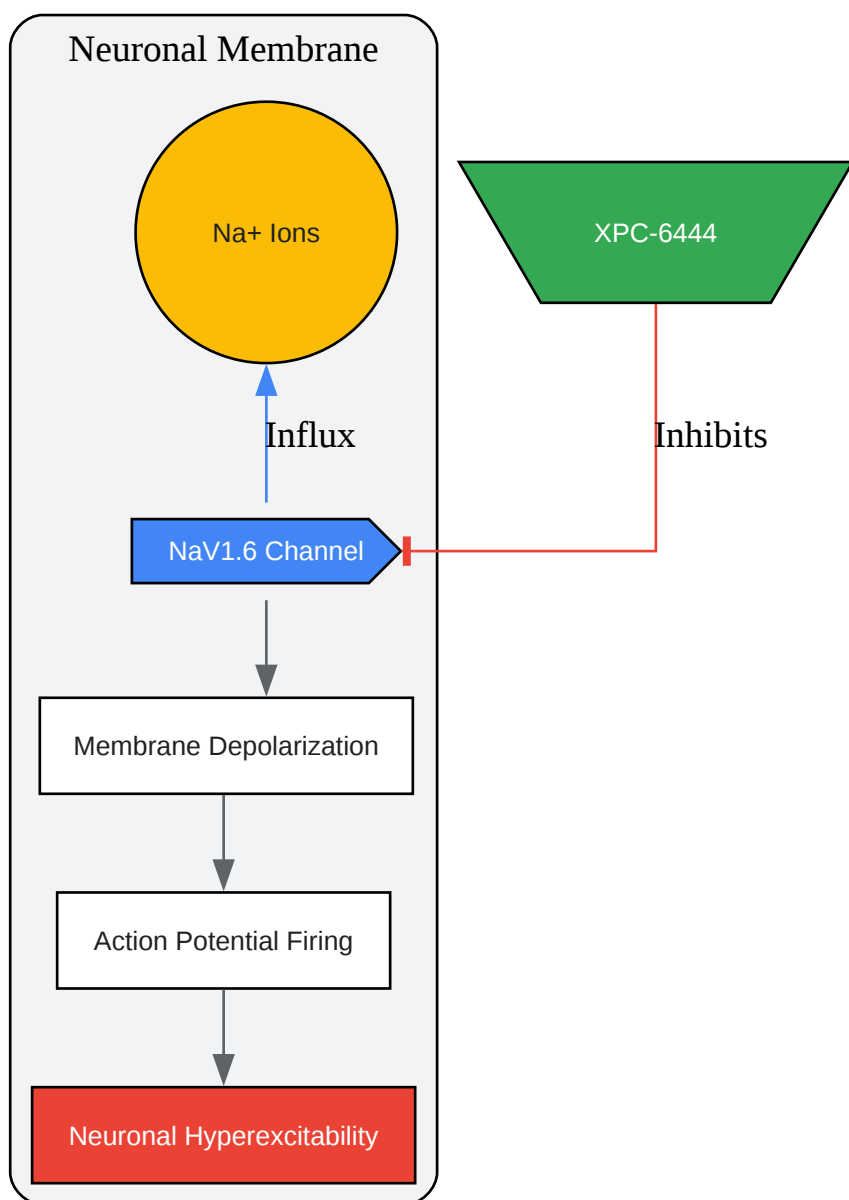 Neuronal Membrane
Na+ Ions
XPC-6444
Influx
Inhibits
NaV1.6 Channel
Membrane Depolarization
Action Potential Firing
Neuronal Hyperexcitability